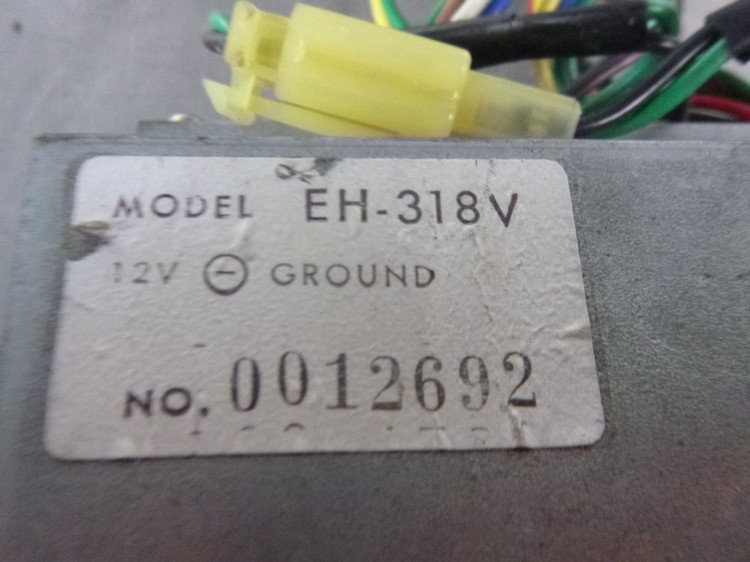 MODEL EH-318V
12V ⊖ GROUND
NO. 0012692